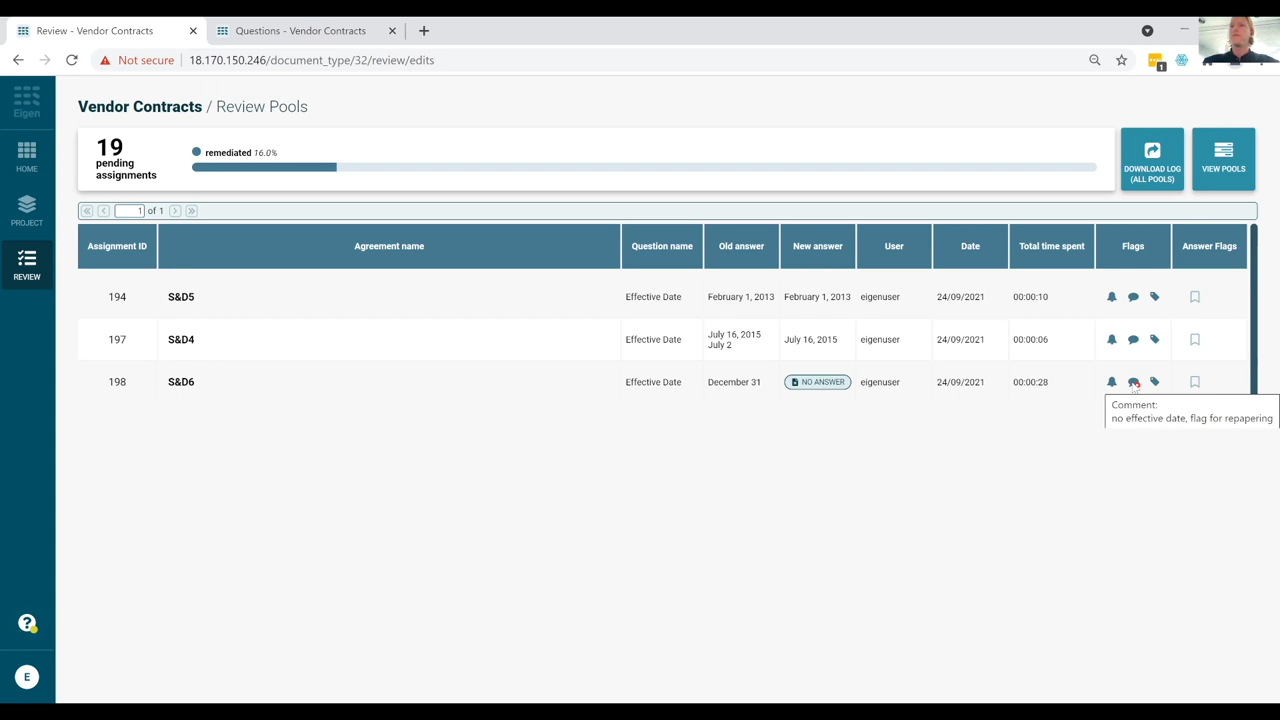 Review - Vendor Contracts
Questions - Vendor Contracts
Not secure 18.170.150.246/document_type/32/review/edits
1
Eigen
HOME
PROJECT
REVIEW
?
E
Vendor Contracts / Review Pools
19
pending
assignments
remediated 16.0%
DOWNLOAD LOG
(ALL POOLS)
VIEW POOLS
1 of 1
Assignment ID Agreement name Question name Old answer New answer User Date Total time spent Flags Answer Flags
194 S&D5 Effective Date February 1, 2013 February 1, 2013 eigenuser 24/09/2021 00:00:10
197 S&D4 Effective Date July 16, 2015 July 2 July 16, 2015 eigenuser 24/09/2021 00:00:06
198 S&D6 Effective Date December 31 NO ANSWER eigenuser 24/09/2021 00:00:28
Comment:
no effective date, flag for repapering